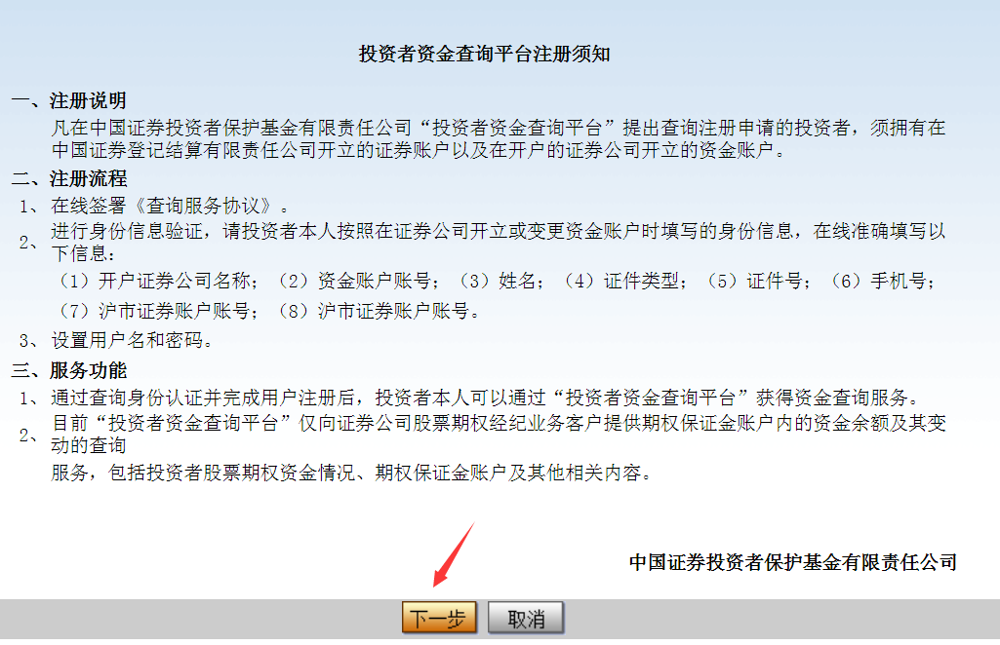 投资者资金查询平台注册须知
一、注册说明
凡在中国证券投资者保护基金有限责任公司“投资者资金查询平台”提出查询注册申请的投资者，须拥有在
中国证券登记结算有限责任公司开立的证券账户以及在开户的证券公司开立的资金账户。
二、注册流程
1、在线签署《查询服务协议》。
2、进行身份信息验证，请投资者本人按照在证券公司开立或变更资金账户时填写的身份信息，在线准确填写以
下信息：
（1）开户证券公司名称；（2）资金账户账号；（3）姓名；（4）证件类型；（5）证件号；（6）手机号；
（7）沪市证券账户账号；（8）沪市证券账户账号。
3、设置用户名和密码。
三、服务功能
1、通过查询身份认证并完成用户注册后，投资者本人可以通过“投资者资金查询平台”获得资金查询服务。
2、目前“投资者资金查询平台”仅向证券公司股票期权经纪业务客户提供期权保证金账户内的资金余额及其变
动的查询
服务，包括投资者股票期权资金情况、期权保证金账户及其他相关内容。
中国证券投资者保护基金有限责任公司
下一步 取消